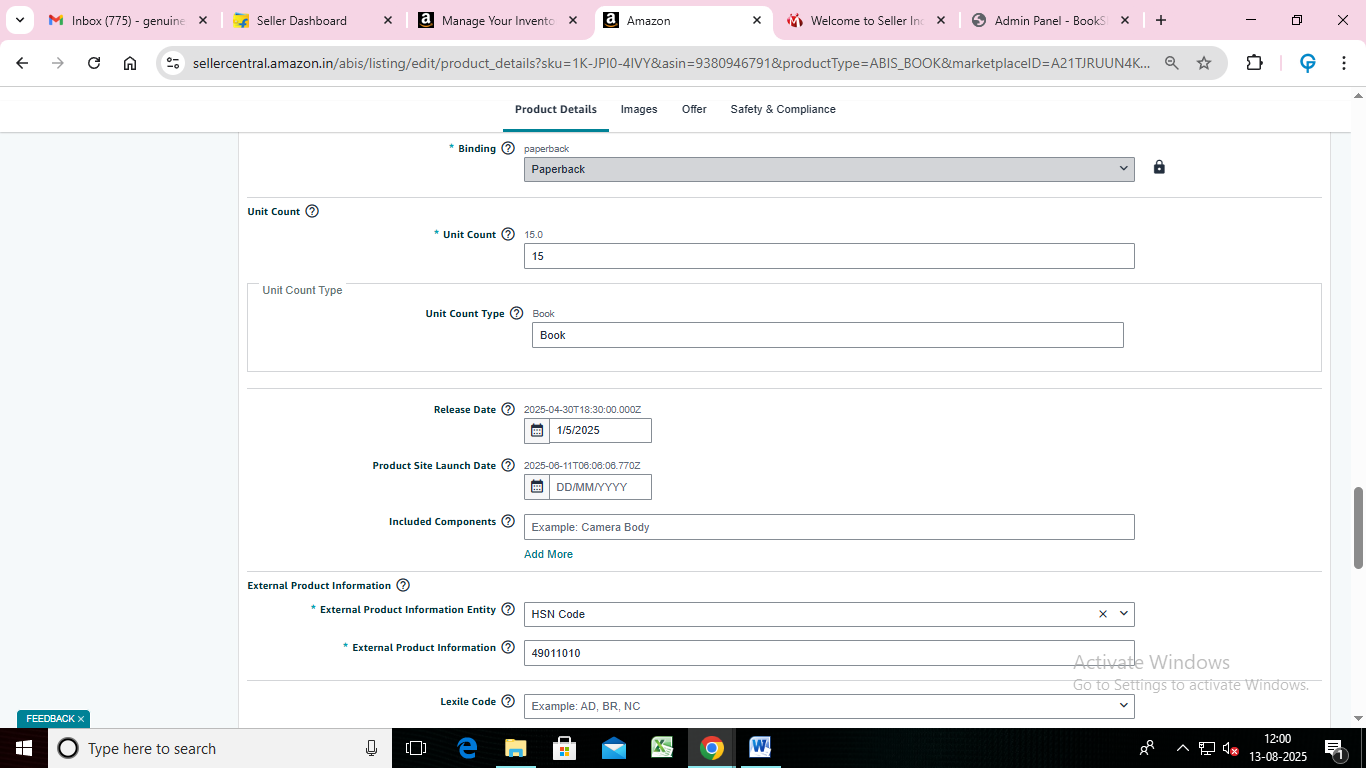 Inbox (775) - genuine
Seller Dashboard
Manage Your Invento
Amazon
Welcome to Seller In
Admin Panel - BookS
sellercentral.amazon.in/abis/listing/edit/product_details?sku=1K-JPI0-4IVY&asin=9380946791&productType=ABIS_BOOK&marketplaceID=A21TJRUUN4K...
Product Details Images Offer Safety & Compliance
* Binding paperback
Paperback
Unit Count
* Unit Count 15.0
15
Unit Count Type
Unit Count Type Book
Book
Release Date 2025-04-30T18:30:00.000Z
1/5/2025
Product Site Launch Date 2025-06-11T06:06:06.770Z
DD/MM/YYYY
Included Components Example: Camera Body
Add More
External Product Information
* External Product Information Entity HSN Code
* External Product Information 49011010
Activate Windows
Go to Settings to activate Windows.
Lexile Code Example: AD, BR, NC
FEEDBACK
Type here to search
12:00
13-08-2025
1